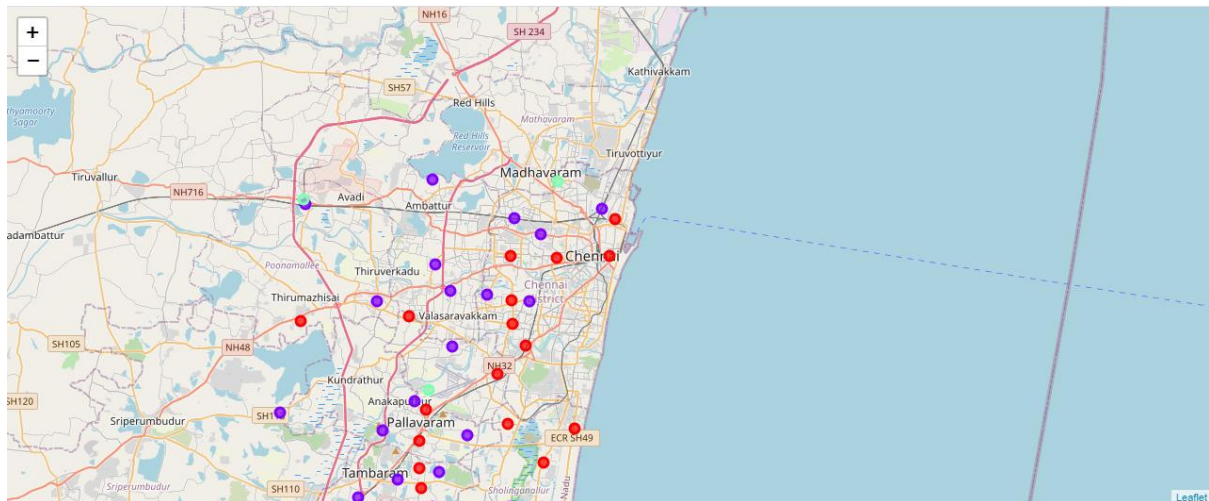 +
NH16
SH 234
−
Kathivakkam
SH57
Red Hills
Mathavaram
Red Hills
Reservoir
Tiruvottiyur
Tiruvallur
Madhavaram
NH716
Avadi
Ambattur
adambattur
Chennai
Poonamallee
Thiruverkadu
Chennai
District
Thirumazhisai
Valasaravakkam
SH105
NH48
NH32
Kundrathur
SH120
Pallavaram
Sriperumbudur
ECR SH49
Tambaram
Sriperumbudur
SH110
Sholinganallur
Leaflet